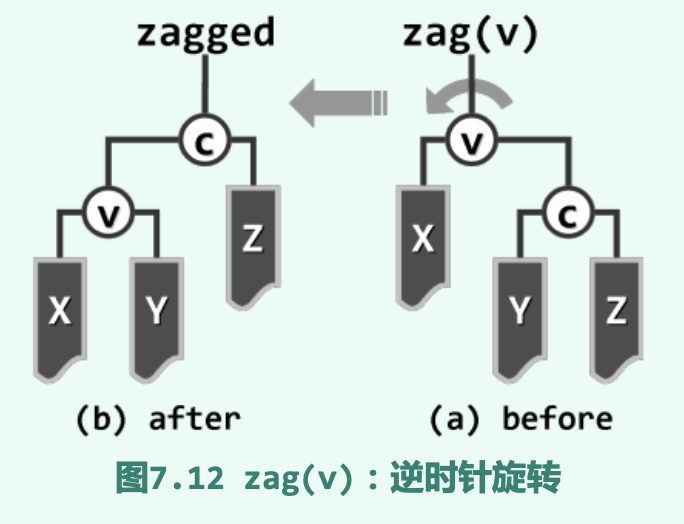 zagged zag(v)
c v
v Z X c
X Y Y Z
(b) after (a) before
图7.12 zag(v)：逆时针旋转